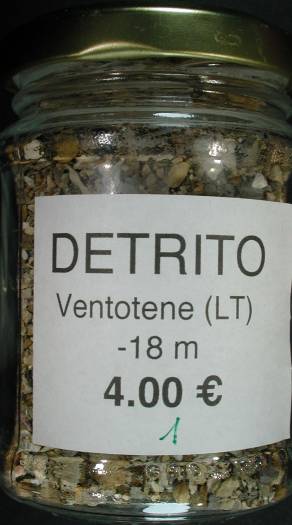 DETRITO
Ventotene (LT)
-18 m
4.00 €
1